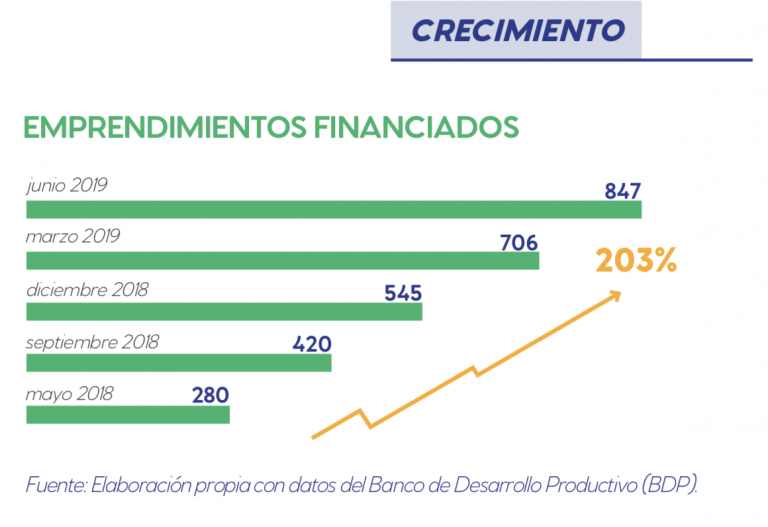 CRECIMIENTO
EMPRENDIMIENTOS FINANCIADOS
junio 2019
847
marzo 2019
706
203%
diciembre 2018
545
septiembre 2018
420
mayo 2018
280
Fuente: Elaboración propia con datos del Banco de Desarrollo Productivo (BDP).